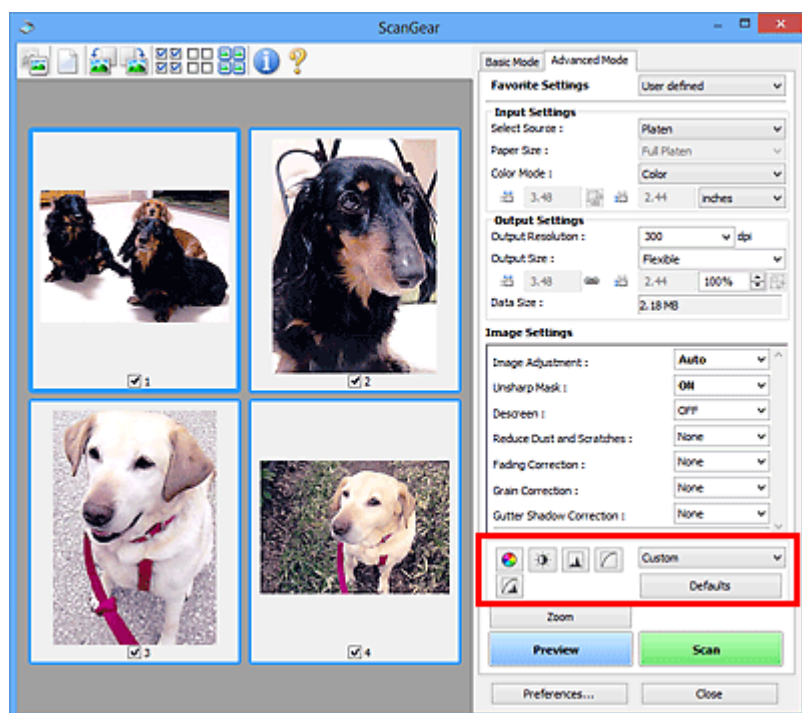 ScanGear
Basic Mode Advanced Mode
Favorite Settings User defined
Input Settings
Select Source : Platen
Paper Size : Full Platen
Color Mode : Color
3.48 2.44 inches
Output Settings
Output Resolution : 300 dpi
Output Size : Flexible
3.48 2.44 100%
Data Size : 2.18 MB
Image Settings
Image Adjustment : Auto
Unsharp Mask : ON
Descreen : OFF
Reduce Dust and Scratches : None
Fading Correction : None
Grain Correction : None
Gutter Shadow Correction : None
Custom
Defaults
Zoom
Preview Scan
Preferences... Close
1
2
3
4